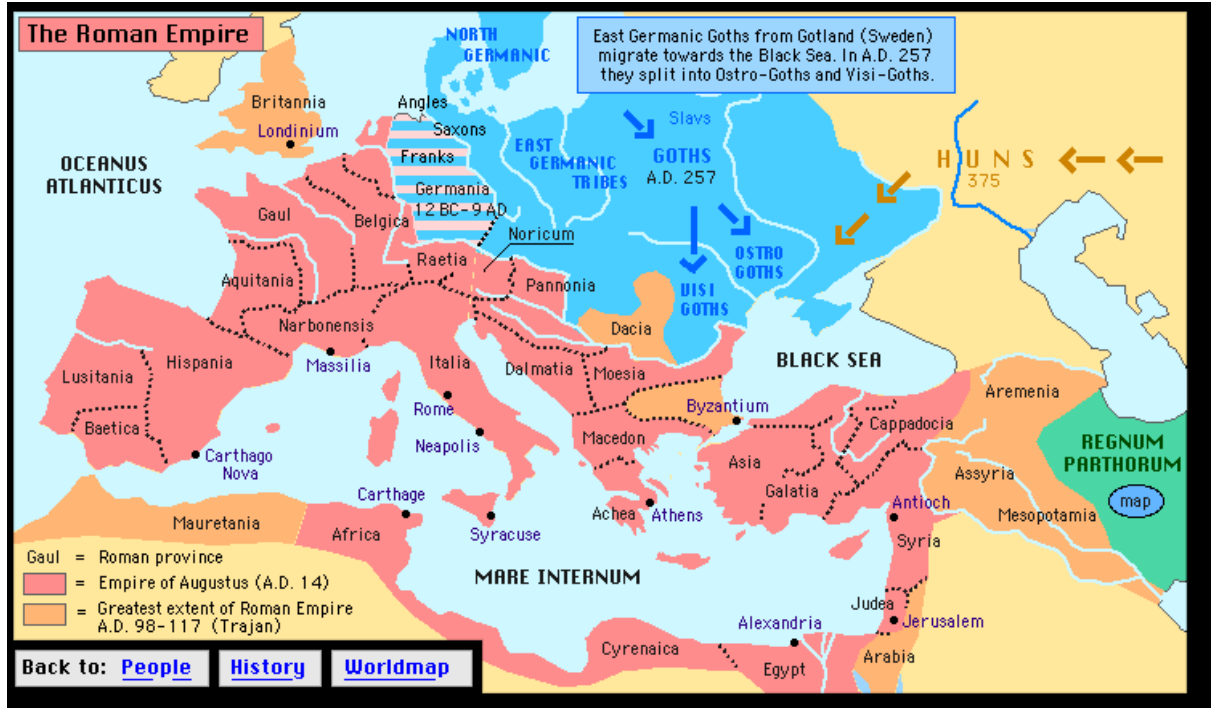 The Roman Empire
East Germanic Goths from Gotland (Sweden)
migrate towards the Black Sea. In A.D. 257
they split into Ostro-Goths and Visi-Goths.
NORTH
GERMANIC
Britannia
Londinium
Angles
Saxons
Franks
Germania
12 BC-9 AD
EAST
GERMANIC
TRIBES
Slavs
GOTHS
A.D. 257
HUNS
375
OCEANUS
ATLANTICUS
Gaul
Belgica
Noricum
Raetia
Pannonia
OSTRO
GOTHS
VISI
GOTHS
Aquitania
Narbonensis
Massilia
Dacia
Hispania
Lusitania
Baetica
Carthago
Nova
Italia
Rome
Neapolis
Dalmatia
Moesia
BLACK SEA
Byzantium
Macedon
Aremenia
Cappadocia
REGNUM
PARTHORUM
map
Asia
Galatia
Assyria
Mesopotamia
Antioch
Syria
Achea
Athens
Carthage
Syracuse
Mauretania
Africa
MARE INTERNUM
Judea
Jerusalem
Alexandria
Cyrenaica
Egypt
Arabia
Gaul = Roman province
= Empire of Augustus (A.D. 14)
= Greatest extent of Roman Empire
A.D. 98-117 (Trajan)
Back to: People History Worldmap